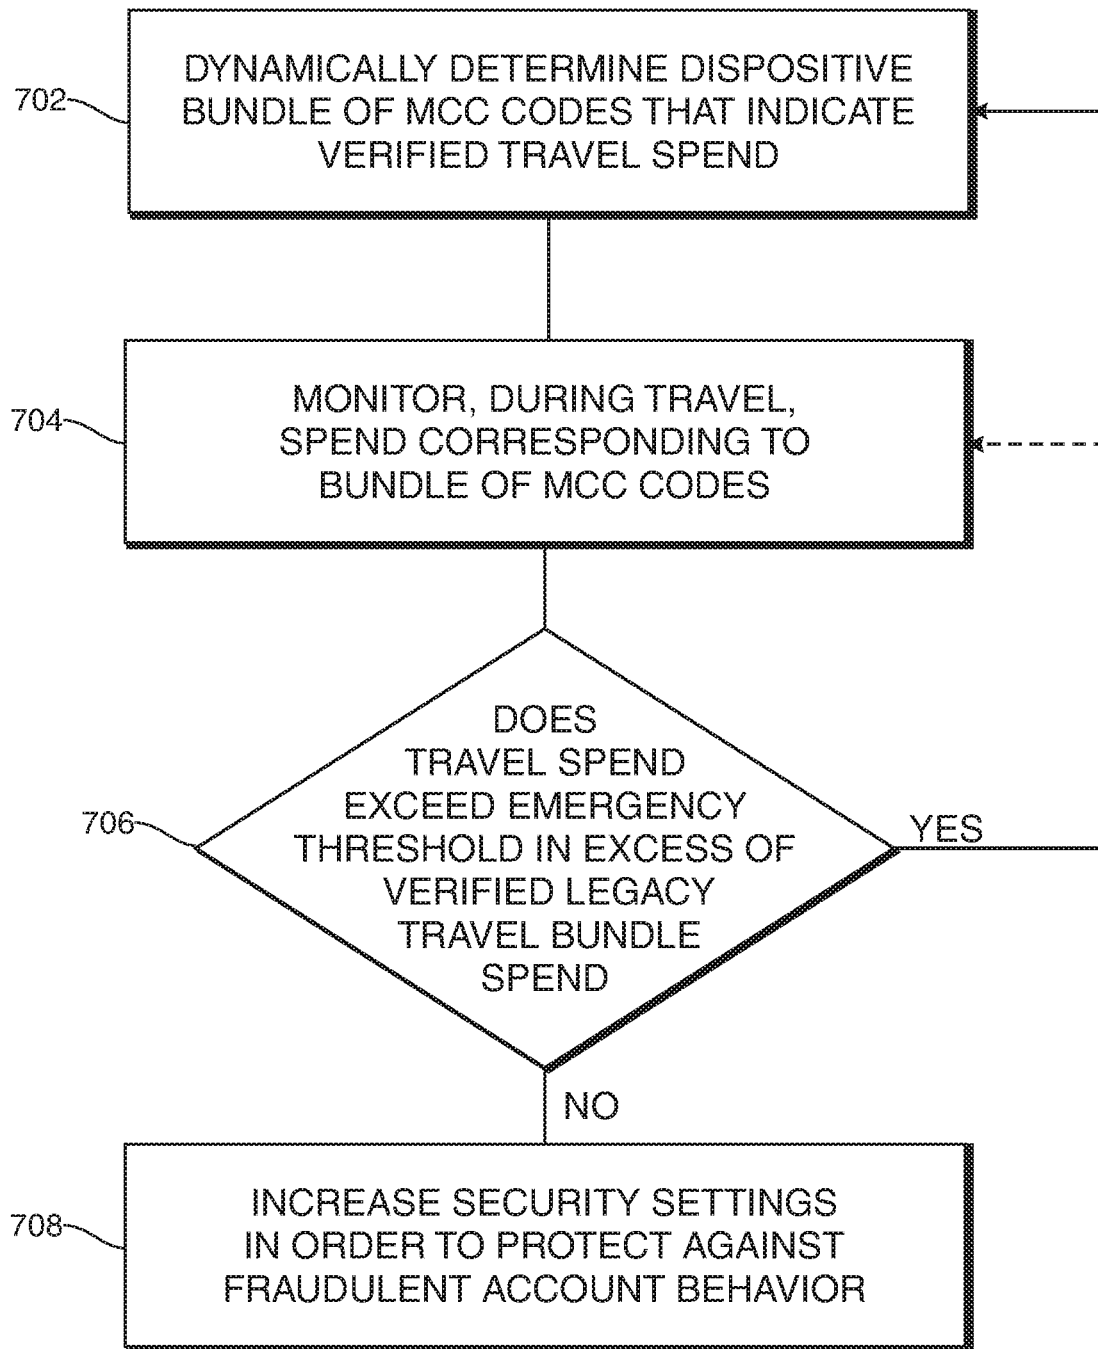 702
DYNAMICALLY DETERMINE DISPOSITIVE
BUNDLE OF MCC CODES THAT INDICATE
VERIFIED TRAVEL SPEND
704
MONITOR, DURING TRAVEL,
SPEND CORRESPONDING TO
BUNDLE OF MCC CODES
706
DOES
TRAVEL SPEND
EXCEED EMERGENCY
THRESHOLD IN EXCESS OF
VERIFIED LEGACY
TRAVEL BUNDLE
SPEND
YES
NO
708
INCREASE SECURITY SETTINGS
IN ORDER TO PROTECT AGAINST
FRAUDULENT ACCOUNT BEHAVIOR